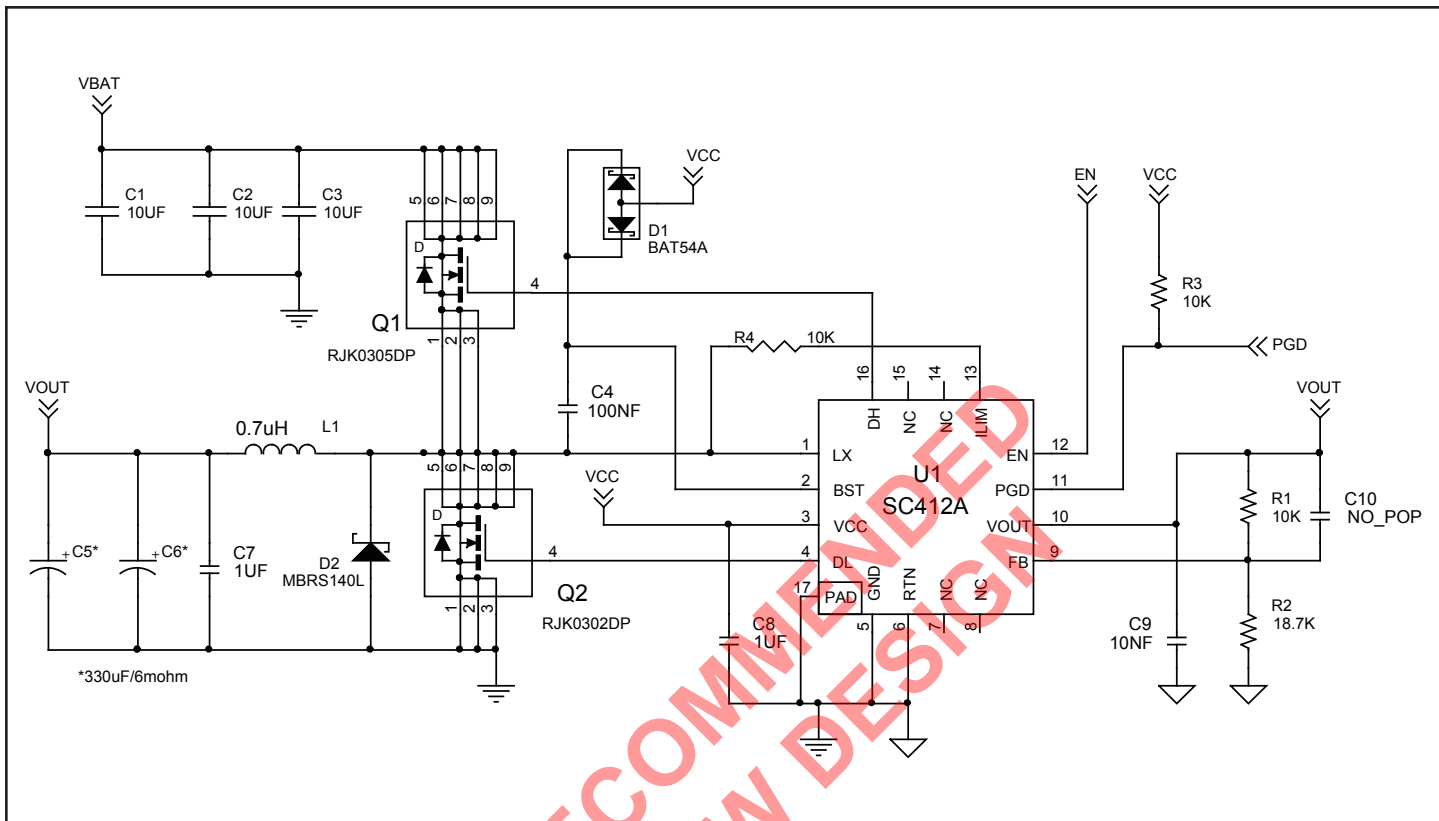 VBAT
C1
10UF
C2
10UF
C3
10UF
5
6
7
8
9
D
4
Q1
RJK0305DP
1
2
3
VCC
D1
BAT54A
EN
VCC
R3
10K
PGD
R4
10K
C4
100NF
16
15
14
13
DH
NC
NC
ILIM
VOUT
0.7uH
L1
+
C5*
+
C6*
C7
1UF
D2
MBRS140L
*330uF/6mohm
5
6
7
8
9
D
4
Q2
RJK0302DP
1
2
3
VCC
C8
1UF
1
LX
2
BST
3
VCC
4
DL
17
PAD
U1
SC412A
12
EN
11
PGD
10
VOUT
9
FB
GND
RTN
NC
NC
5
6
7
8
VOUT
R1
10K
C10
NO_POP
R2
18.7K
C9
10NF
ECOMMENDED
W DESIGN